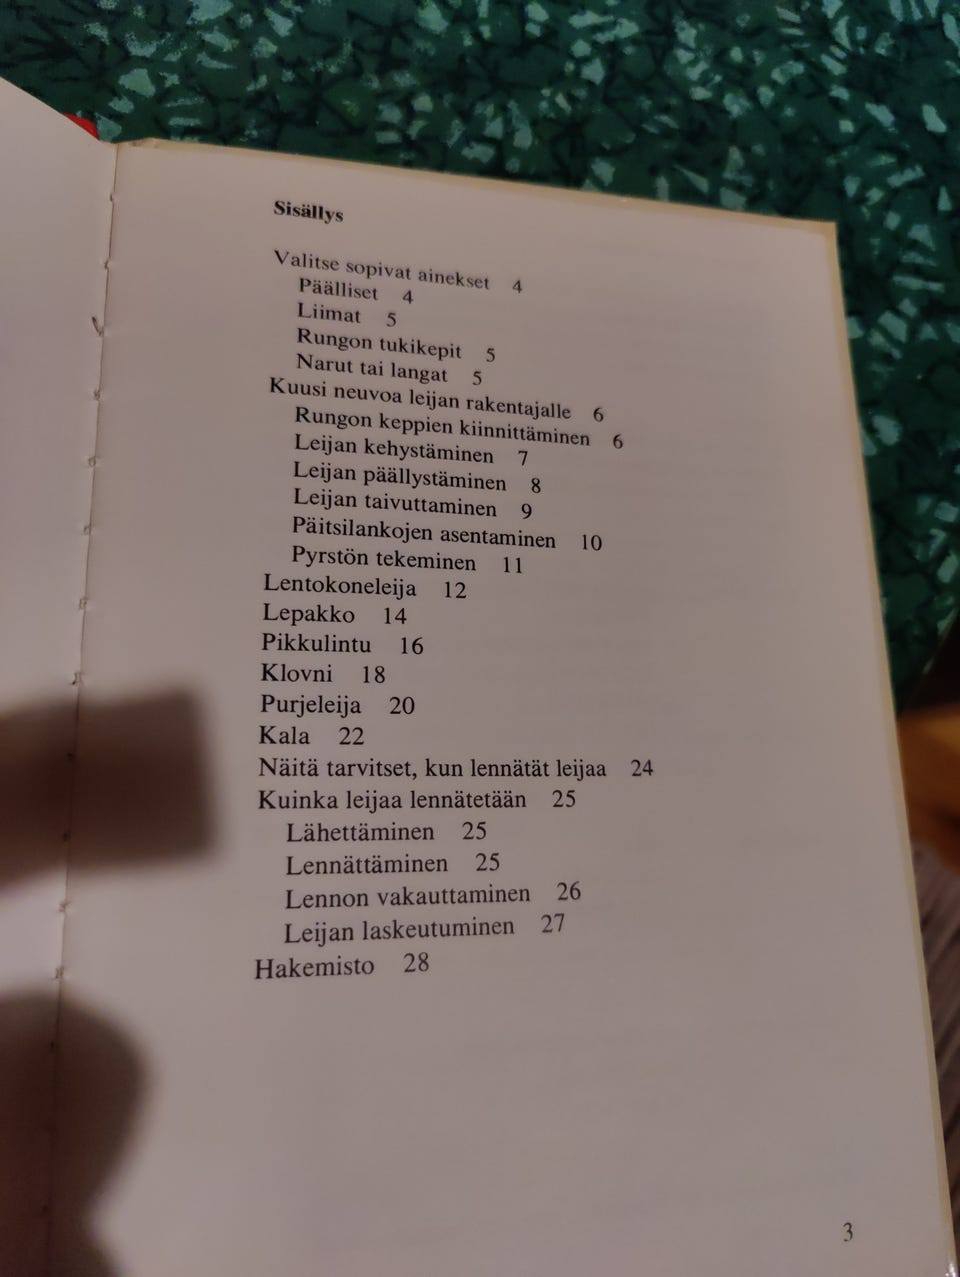 Sisällys
Valitse sopivat ainekset 4
Päälliset 4
Liimat 5
Rungon tukikepit 5
Narut tai langat 5
Kuusi neuvoa leijan rakentajalle 6
Rungon keppien kiinnittäminen 6
Leijan kehystäminen 7
Leijan päällystäminen 8
Leijan taivuttaminen 9
Päitsilankojen asentaminen 10
Pyrstön tekeminen 11
Lentokoneleija 12
Lepakko 14
Pikkulintu 16
Klovni 18
Purjeleija 20
Kala 22
Näitä tarvitset, kun lennätät leijaa 24
Kuinka leijaa lennätetään 25
Lähettäminen 25
Lennättäminen 25
Lennon vakauttaminen 26
Leijan laskeutuminen 27
Hakemisto 28
3